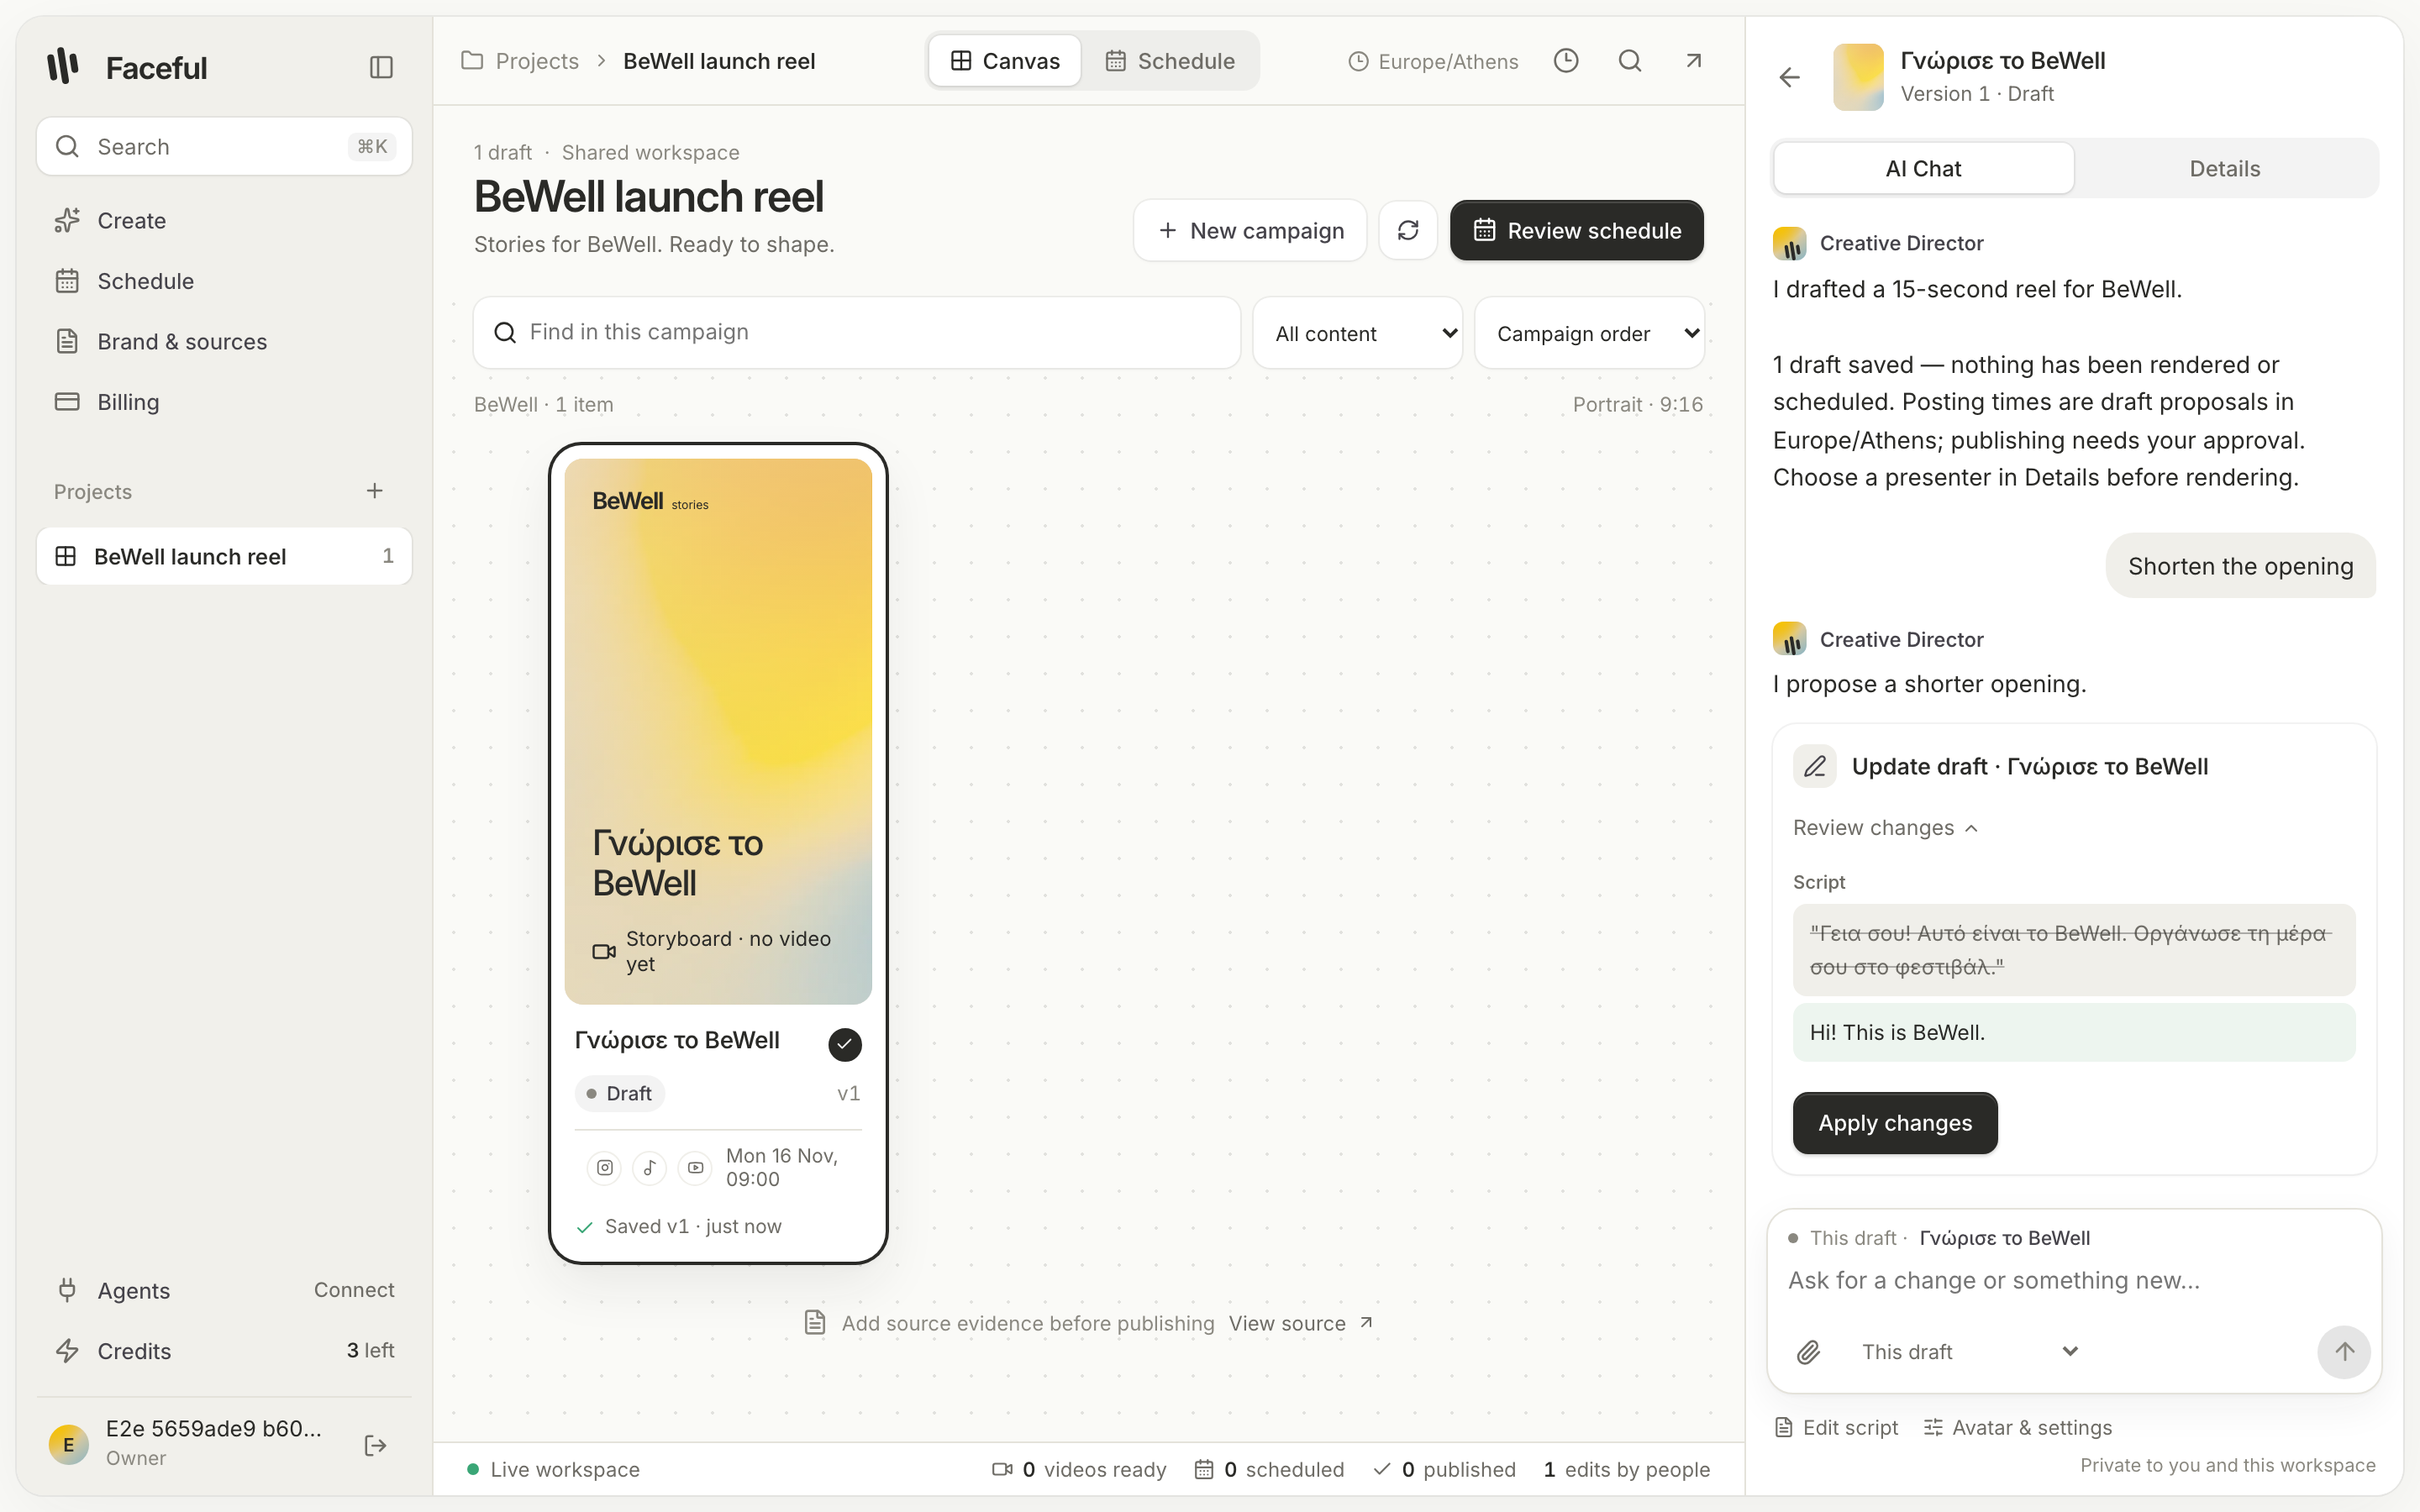 Faceful
Search ⌘K
Create
Schedule
Brand & sources
Billing
Projects
BeWell launch reel 1
Agents Connect
Credits 3 left
E
E2e 5659ade9 b60...
Owner
Projects > BeWell launch reel
Canvas
Schedule
Europe/Athens
1 draft · Shared workspace
BeWell launch reel
Stories for BeWell. Ready to shape.
New campaign
Review schedule
Find in this campaign
All content
Campaign order
BeWell · 1 item
Portrait · 9:16
BeWell stories
Γνώρισε το
BeWell
Storyboard · no video
yet
Γνώρισε το BeWell
Draft
v1
Mon 16 Nov,
09:00
Saved v1 · just now
Add source evidence before publishing View source
Live workspace
0 videos ready
0 scheduled
0 published
1 edits by people
Γνώρισε το BeWell
Version 1 · Draft
AI Chat
Details
Creative Director
I drafted a 15-second reel for BeWell.
1 draft saved — nothing has been rendered or
scheduled. Posting times are draft proposals in
Europe/Athens; publishing needs your approval.
Choose a presenter in Details before rendering.
Shorten the opening
Creative Director
I propose a shorter opening.
Update draft · Γνώρισε το BeWell
Review changes
Script
"Γεια σου! Αυτό είναι το BeWell. Οργάνωσε τη μέρα
σου στο φεστιβάλ."
Hi! This is BeWell.
Apply changes
This draft · Γνώρισε το BeWell
Ask for a change or something new...
This draft
Edit script
Avatar & settings
Private to you and this workspace